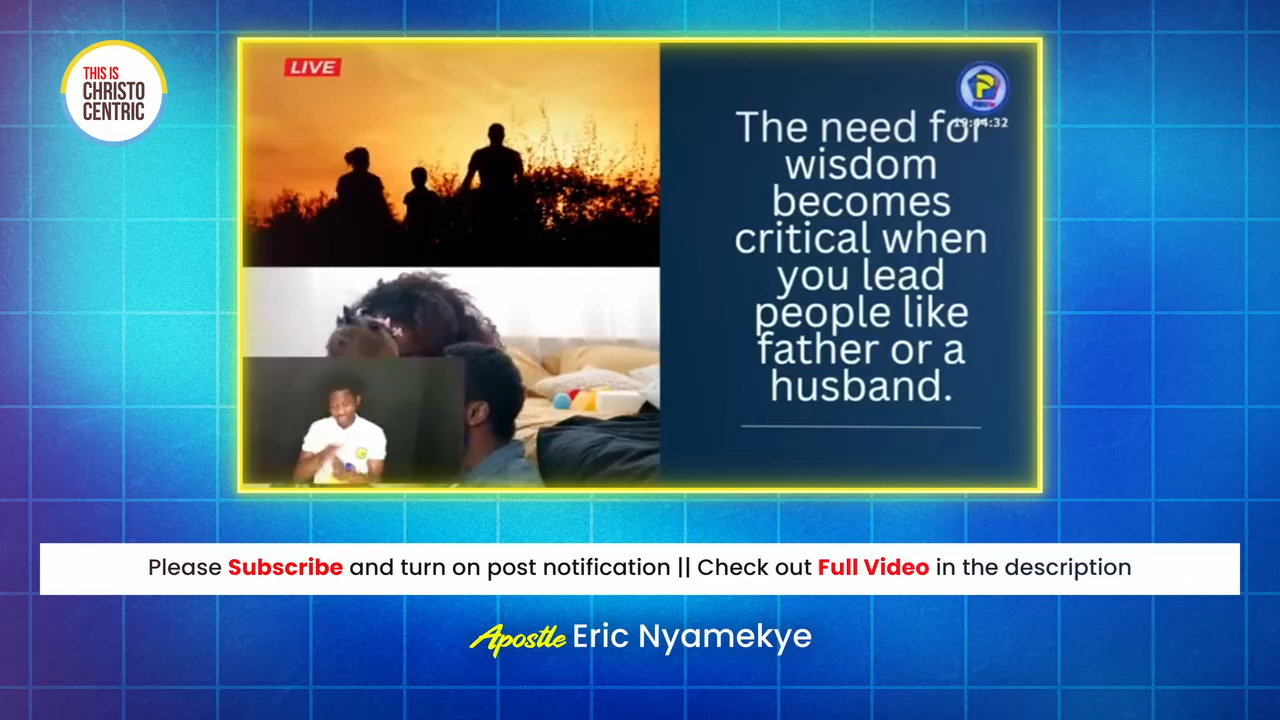 THIS IS
CHRISTO
CENTRIC
LIVE
The need for
wisdom
becomes
critical when
you lead
people like
father or a
husband.
Please Subscribe and turn on post notification || Check out Full Video in the description
Apostle Eric Nyamekye